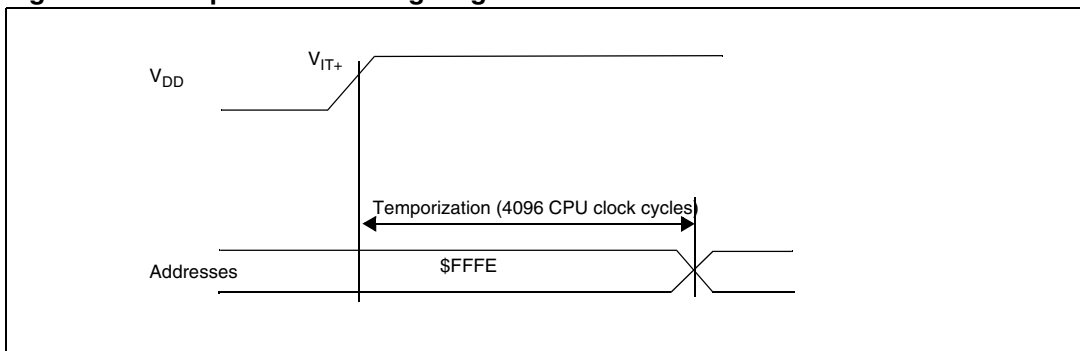 V_IT+
V_DD
Temporization (4096 CPU clock cycles)
$FFFE
Addresses